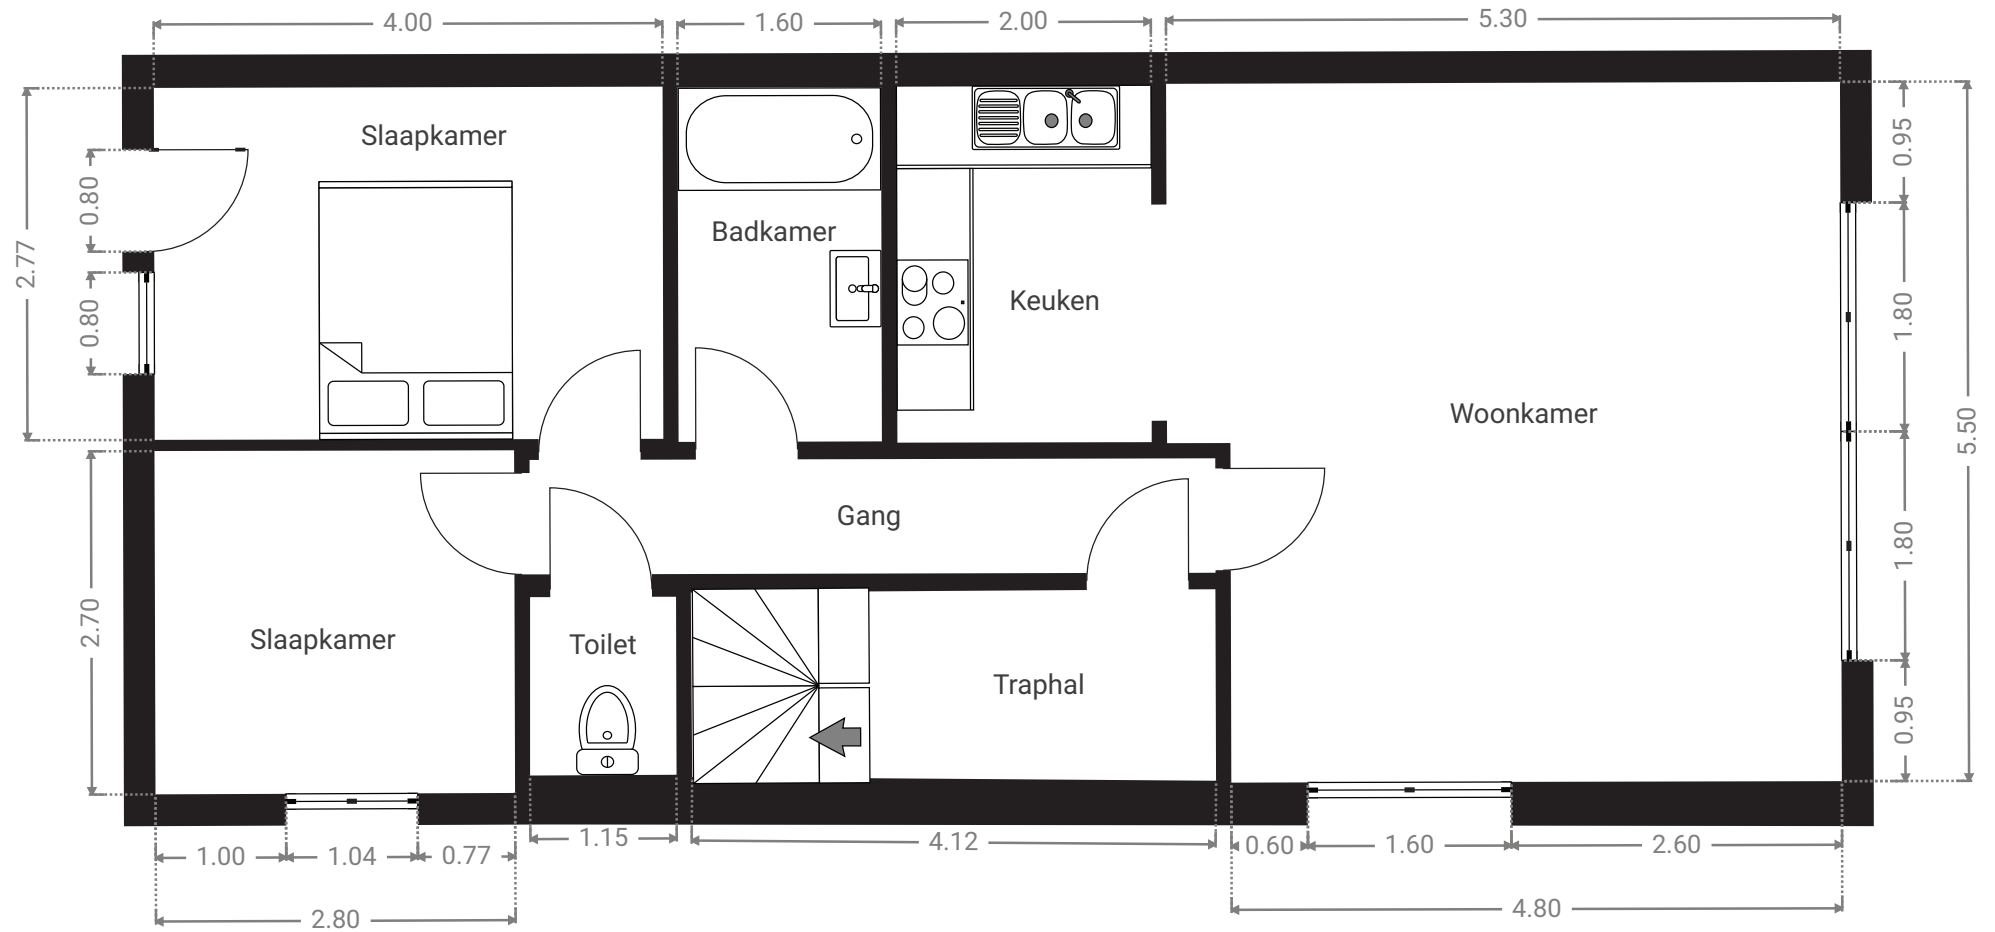 4.00
1.60
2.00
5.30
Slaapkamer
0.95
0.80
Badkamer
2.77
0.80
Keuken
1.80
Woonkamer
5.50
Gang
1.80
2.70
Slaapkamer
Toilet
Traphal
0.95
1.00
1.04
0.77
1.15
4.12
0.60
1.60
2.60
2.80
4.80